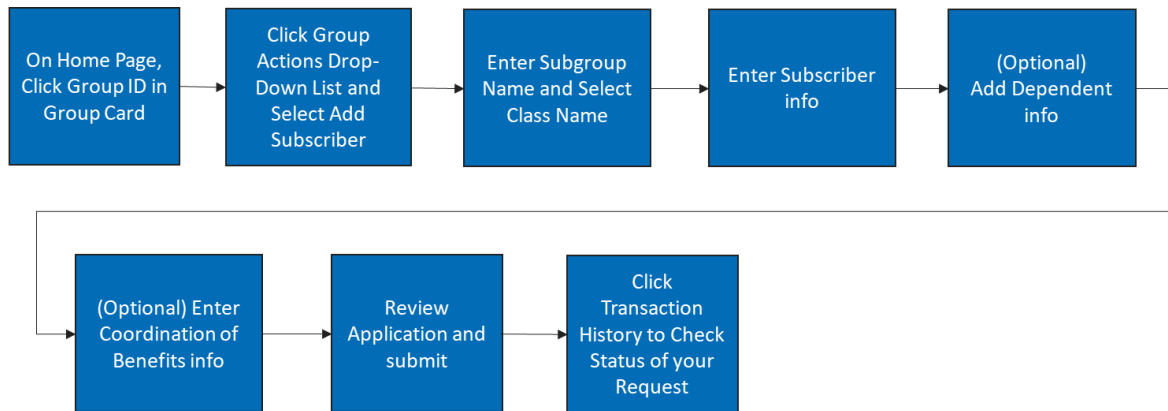 On Home Page,
Click Group ID in
Group Card
Click Group
Actions Drop-
Down List and
Select Add
Subscriber
Enter Subgroup
Name and Select
Class Name
Enter Subscriber
info
(Optional)
Add Dependent
info
(Optional) Enter
Coordination of
Benefits info
Review
Application and
submit
Click
Transaction
History to Check
Status of your
Request